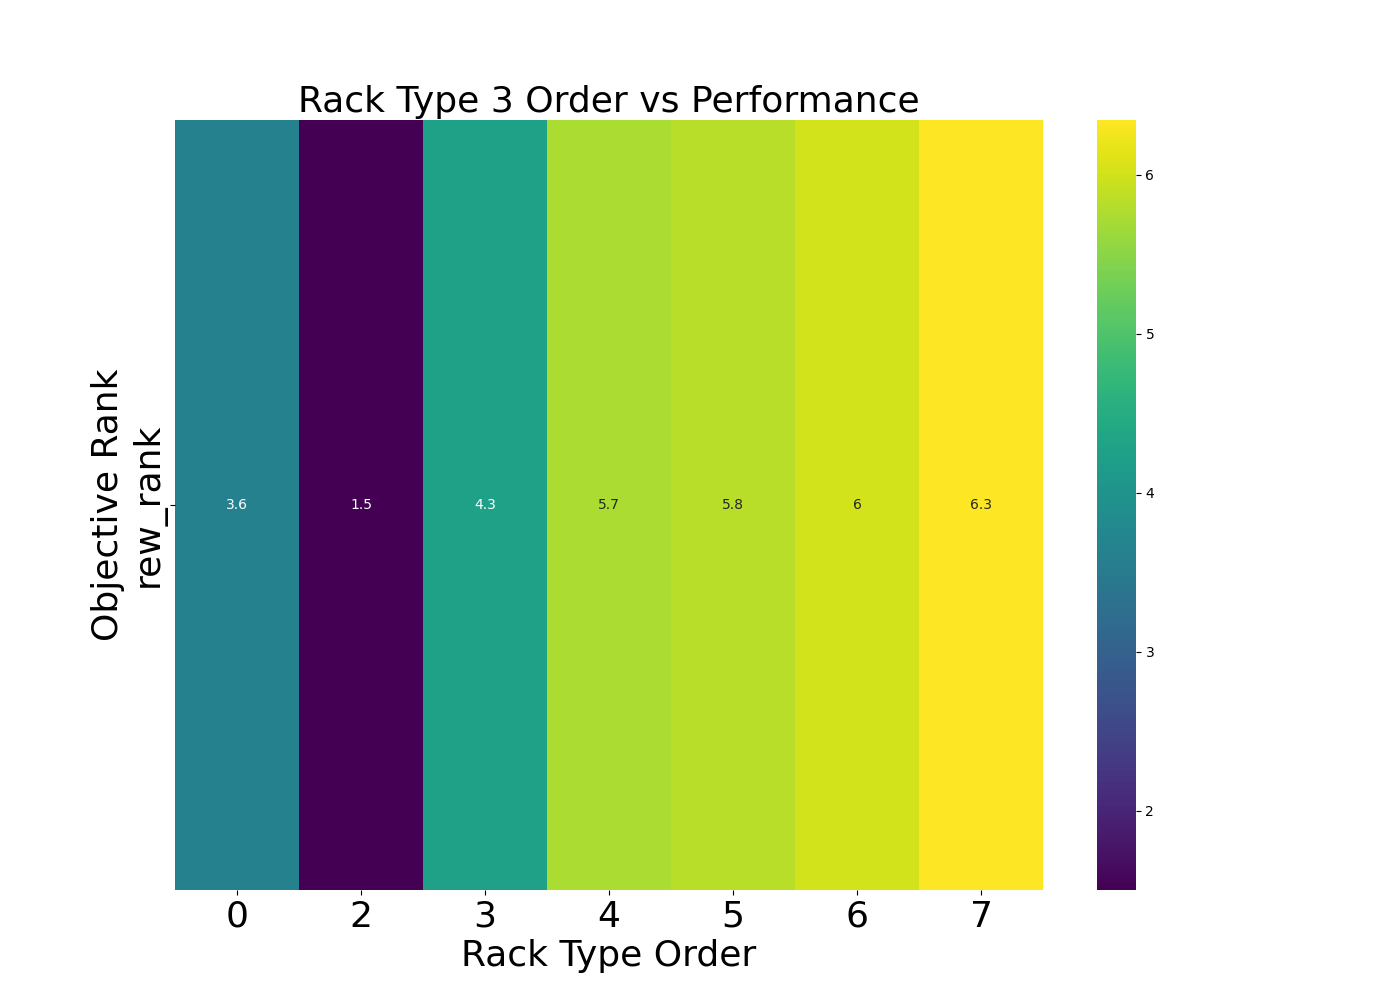 Rack Type 3 Order vs Performance
Objective Rank
rew_rank
3.6 1.5 4.3 5.7 5.8 6 6.3
0 2 3 4 5 6 7
Rack Type Order
6
5
4
3
2